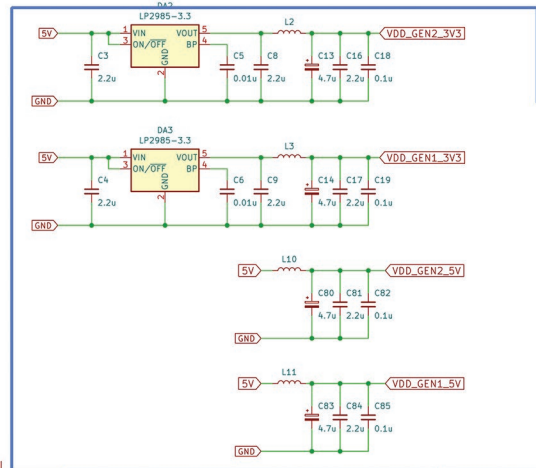 DA2
LP2985-3.3
5V
1
VIN
VOUT
5
3
ON/OFF
BP
4
GND
2
C3
2.2u
C5
0.01u
C8
2.2u
L2
C13
4.7u
C16
2.2u
C18
0.1u
VDD_GEN2_3V3
GND
DA3
LP2985-3.3
5V
1
VIN
VOUT
5
3
ON/OFF
BP
4
GND
2
C4
2.2u
C6
0.01u
C9
2.2u
L3
C14
4.7u
C17
2.2u
C19
0.1u
VDD_GEN1_3V3
GND
5V
L10
VDD_GEN2_5V
C80
4.7u
C81
2.2u
C82
0.1u
GND
5V
L11
VDD_GEN1_5V
C83
4.7u
C84
2.2u
C85
0.1u
GND